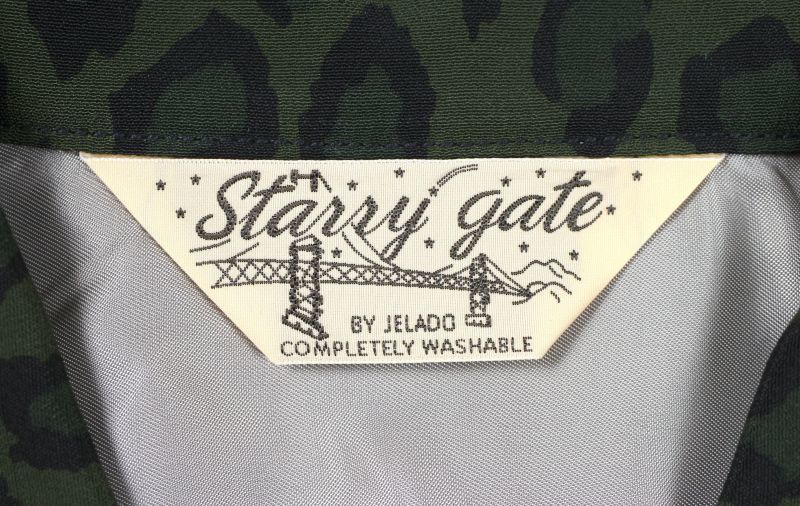 Starry gate
BY JELADO
COMPLETELY WASHABLE